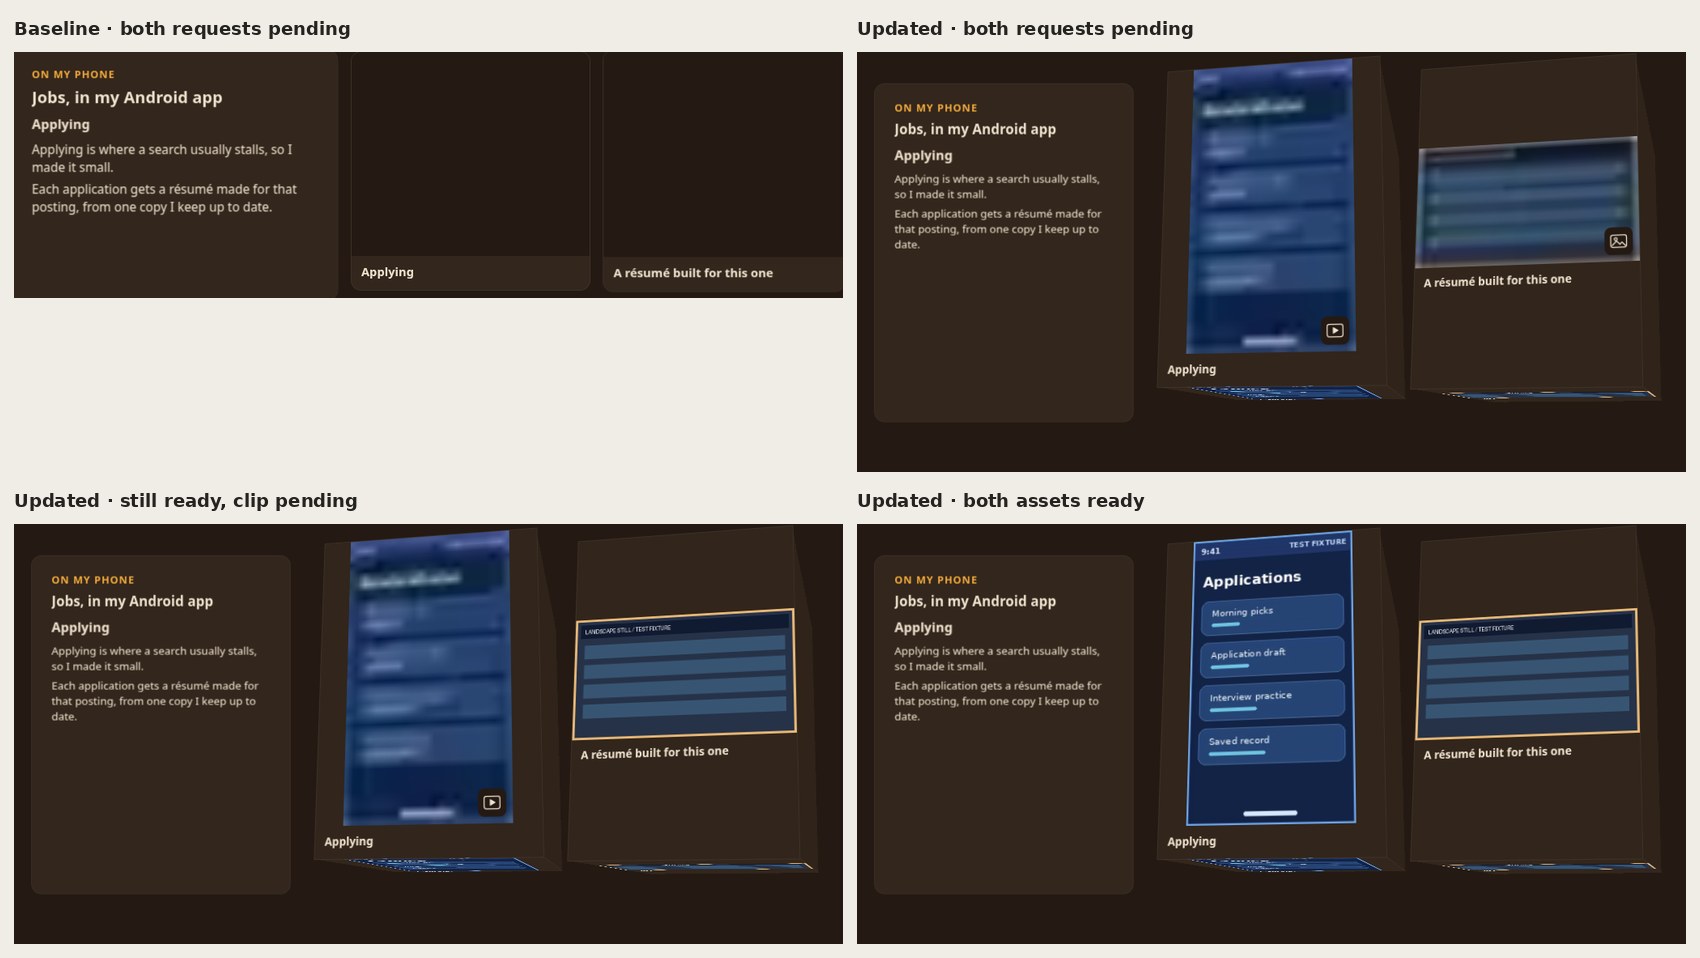 Baseline · both requests pending
ON MY PHONE
Jobs, in my Android app
Applying
Applying is where a search usually stalls, so I
made it small.
Each application gets a résumé made for that
posting, from one copy I keep up to date.
Applying
A résumé built for this one
Updated · both requests pending
ON MY PHONE
Jobs, in my Android app
Applying
Applying is where a search usually stalls,
so I made it small.
Each application gets a résumé made for
that posting, from one copy I keep up to
date.
Applying
A résumé built for this one
Updated · still ready, clip pending
ON MY PHONE
Jobs, in my Android app
Applying
Applying is where a search usually stalls,
so I made it small.
Each application gets a résumé made for
that posting, from one copy I keep up to
date.
Applying
LANDSCAPE STILL / TEST FIXTURE
A résumé built for this one
Updated · both assets ready
ON MY PHONE
Jobs, in my Android app
Applying
Applying is where a search usually stalls,
so I made it small.
Each application gets a résumé made for
that posting, from one copy I keep up to
date.
9:41 TEST FIXTURE
Applications
Morning picks
Application draft
Interview practice
Saved record
Applying
LANDSCAPE STILL / TEST FIXTURE
A résumé built for this one